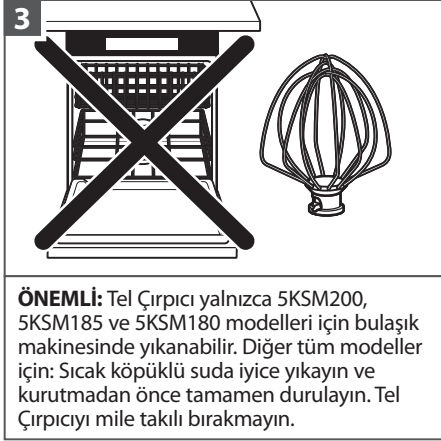 3
ÖNEMLİ: Tel Çırpıcı yalnızca 5KSM200,
5KSM185 ve 5KSM180 modelleri için bulaşık
makinesinde yıkanabilir. Diğer tüm modeller
için: Sıcak köpüklü suda iyice yıkayın ve
kurutmadan önce tamamen durulayın. Tel
Çırpıcıyı mile takılı bırakmayın.